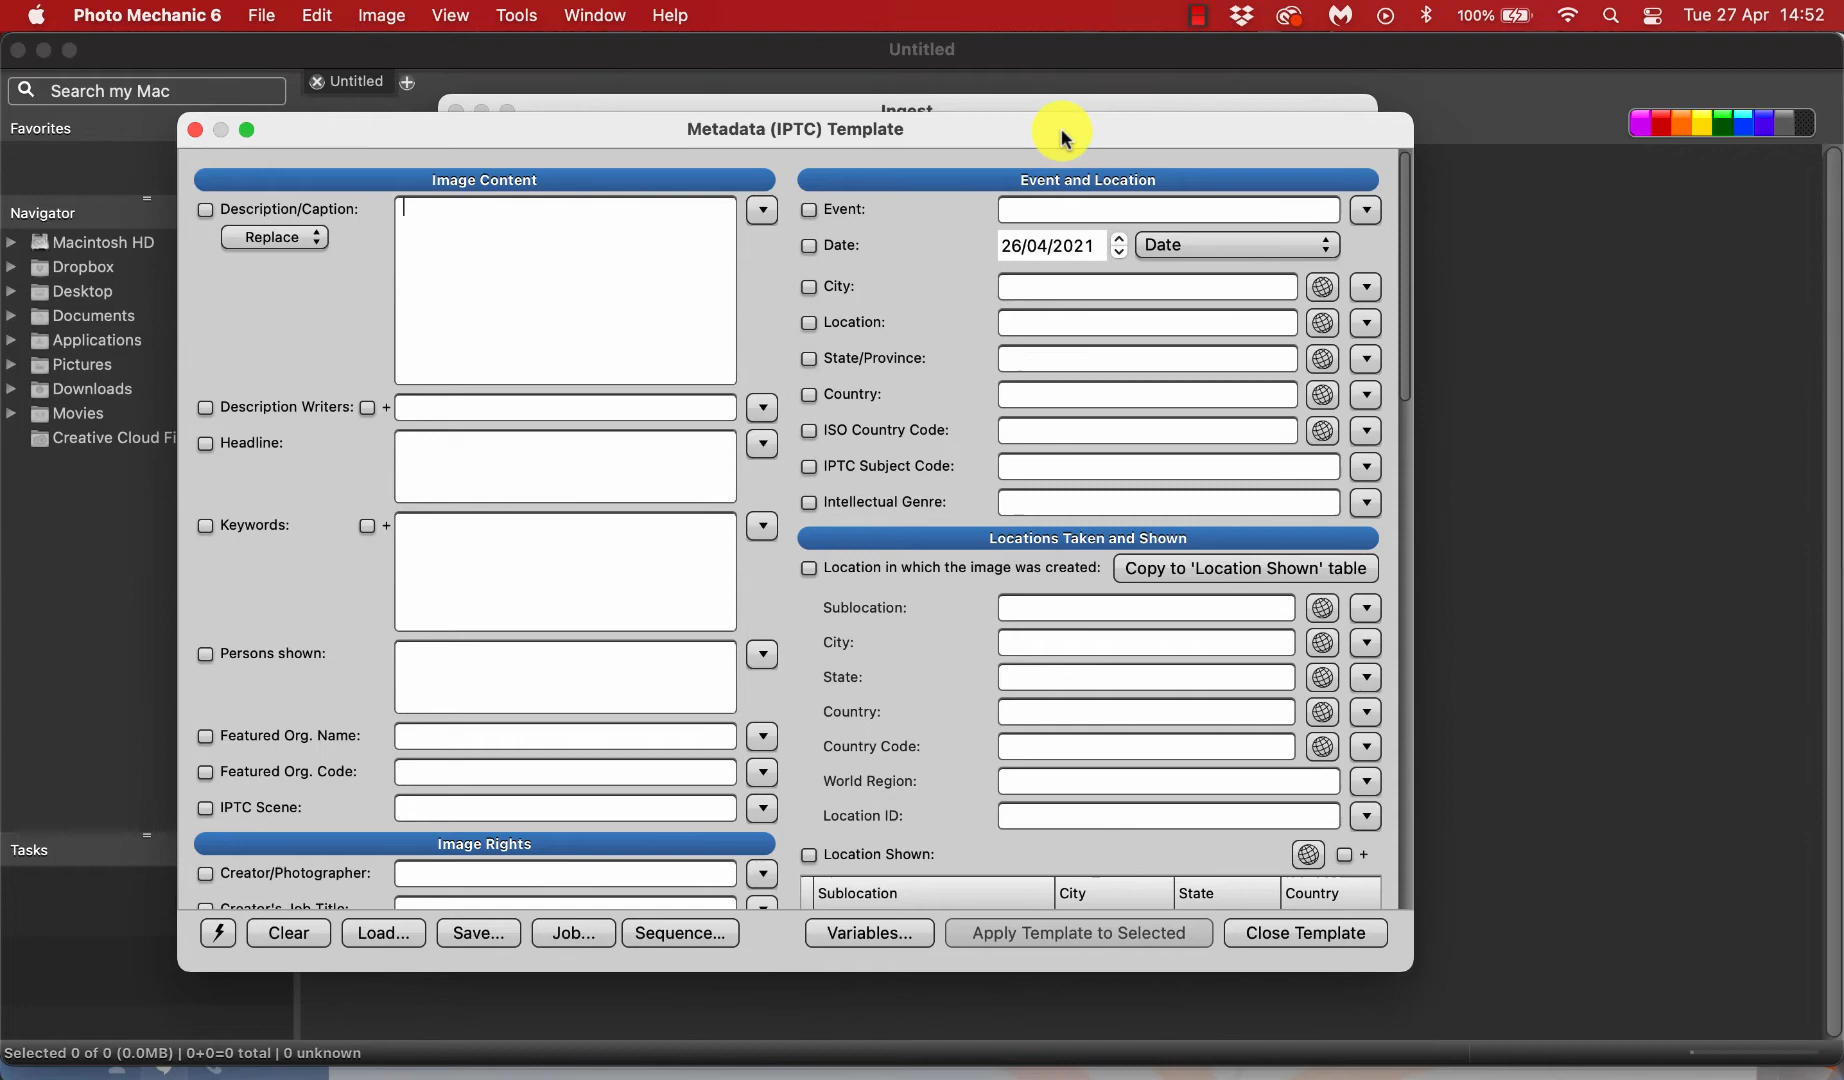 Photo Mechanic 6 File Edit Image View Tools Window Help 100% Tue 27 Apr 14:52
Untitled
Search my Mac
Untitled
Ingest
Favorites
Metadata (IPTC) Template
Image Content
Event and Location
Description/Caption:
Replace
Event:
Date: 26/04/2021 Date
City:
Location:
State/Province:
Country:
ISO Country Code:
IPTC Subject Code:
Intellectual Genre:
Navigator
Macintosh HD
Dropbox
Desktop
Documents
Applications
Pictures
Downloads
Movies
Creative Cloud Fi
Description Writers: +
Headline:
Keywords: +
Persons shown:
Featured Org. Name:
Featured Org. Code:
IPTC Scene:
Locations Taken and Shown
Location in which the image was created: Copy to 'Location Shown' table
Sublocation:
City:
State:
Country:
Country Code:
World Region:
Location ID:
Location Shown: +
Sublocation City State Country
Image Rights
Creator/Photographer:
Creator's Job Title:
Tasks
Clear Load... Save... Job... Sequence... Variables... Apply Template to Selected Close Template
Selected 0 of 0 (0.0MB) | 0+0=0 total | 0 unknown